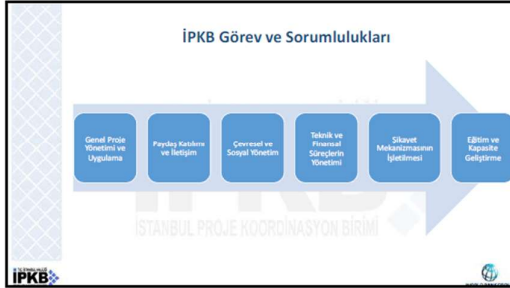 İPKB Görev ve Sorumlulukları
Genel Proje
Yönetimi ve
Uygulama
Paydaş Katılımı
ve İletişim
Çevresel ve
Sosyal Yönetim
Teknik ve
Finansal
Süreçlerin
Yönetimi
Şikayet
Mekanizmasının
İşletilmesi
Eğitim ve
Kapasite
Geliştirme
İPKB
İSTANBUL PROJE KOORDİNASYON BİRİMİ
İPKB